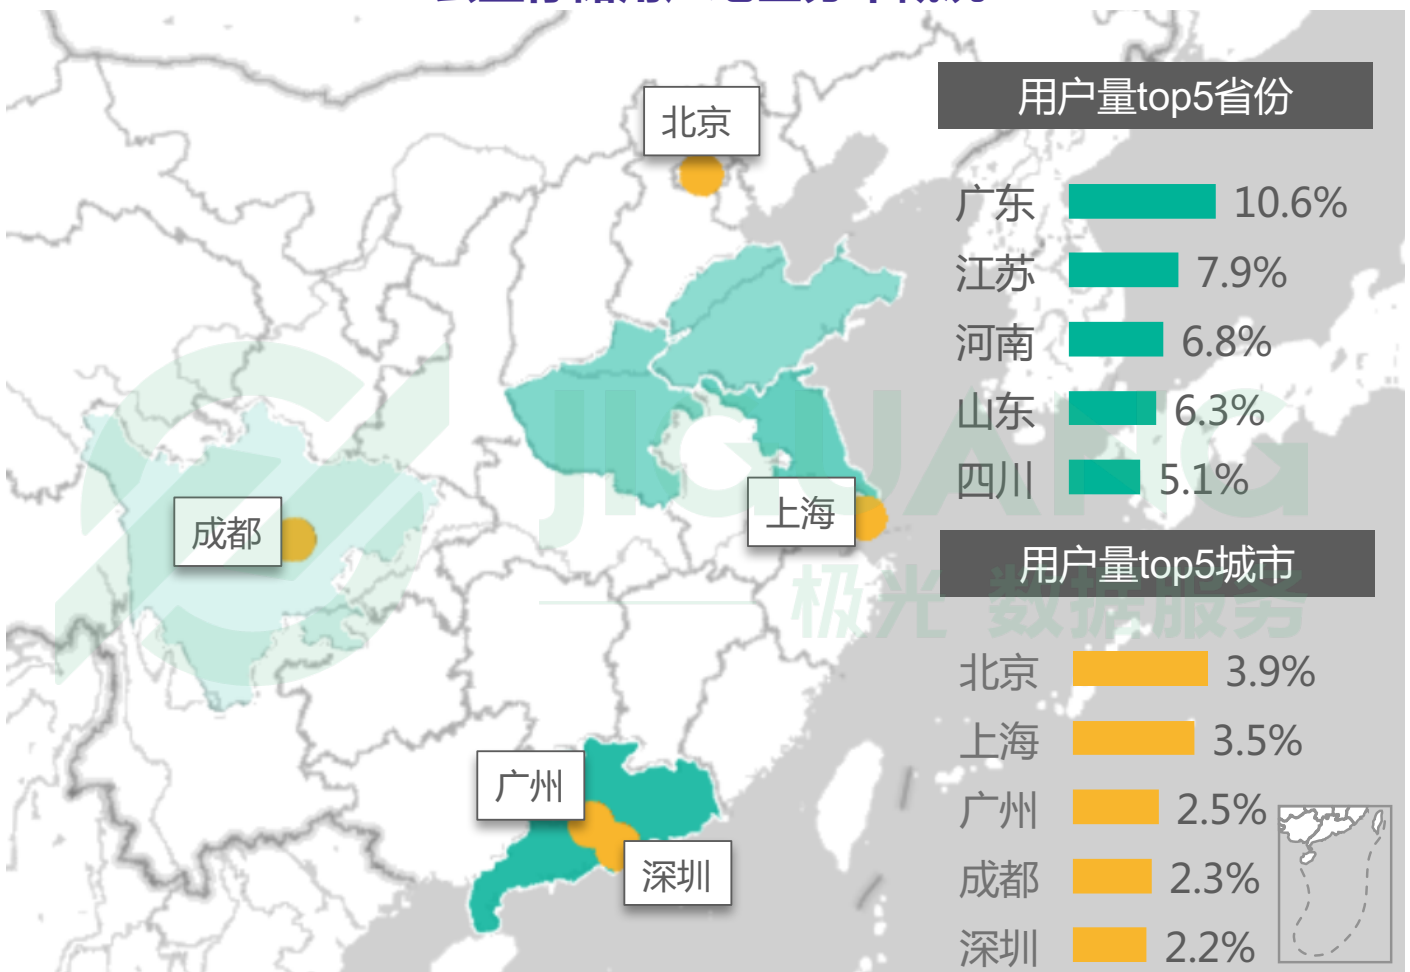 用户量top5省份
北京
广东 10.6%
江苏 7.9%
河南 6.8%
山东 6.3%
四川 5.1%
JIGUANG
成都
上海
用户量top5城市
极光 数据服务
北京 3.9%
上海 3.5%
广州
广州 2.5%
深圳
成都 2.3%
深圳 2.2%